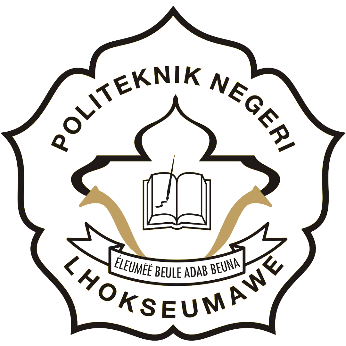 POLITEKNIK NEGERI
ÉLEUMÉE BEULE ADAB BEUNA
LHOKSEUMAWE